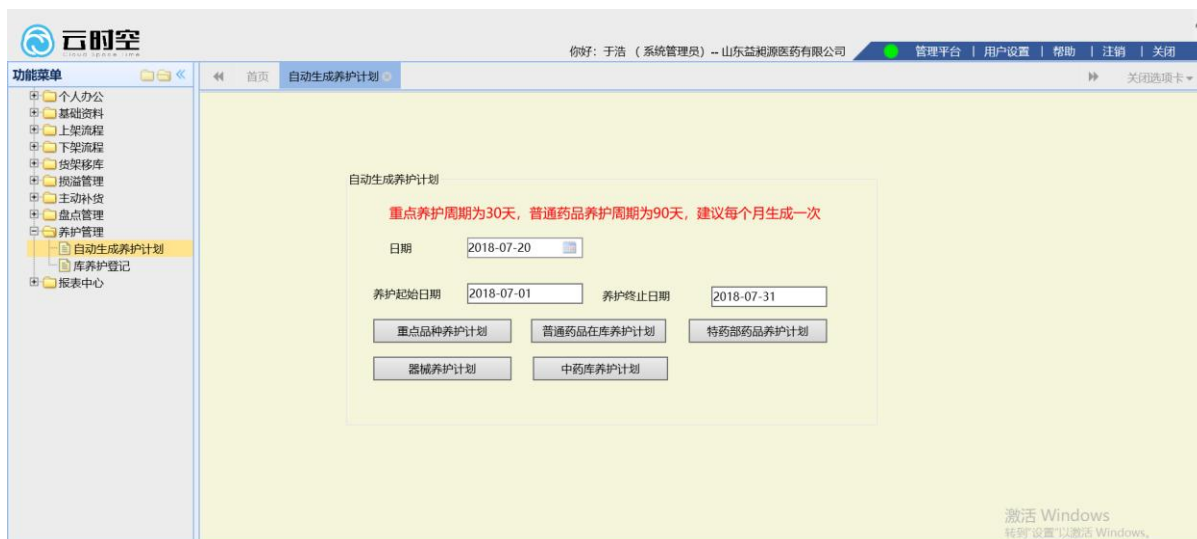 云时空
Cloud space time
你好：于浩 （ 系统管理员）-- 山东益昶源医药有限公司
管理平台 | 用户设置 | 帮助 | 注销 | 关闭
功能菜单
首页
自动生成养护计划
关闭选项卡
个人办公
基础资料
上架流程
下架流程
货架移库
损溢管理
主动补货
盘点管理
养护管理
自动生成养护计划
库养护登记
报表中心
自动生成养护计划
重点养护周期为30天，普通药品养护周期为90天，建议每个月生成一次
日期 2018-07-20
养护起始日期 2018-07-01 养护终止日期 2018-07-31
重点品种养护计划 普通药品在库养护计划 特药部药品养护计划
器械养护计划 中药库养护计划
激活 Windows
转到"设置"以激活 Windows。